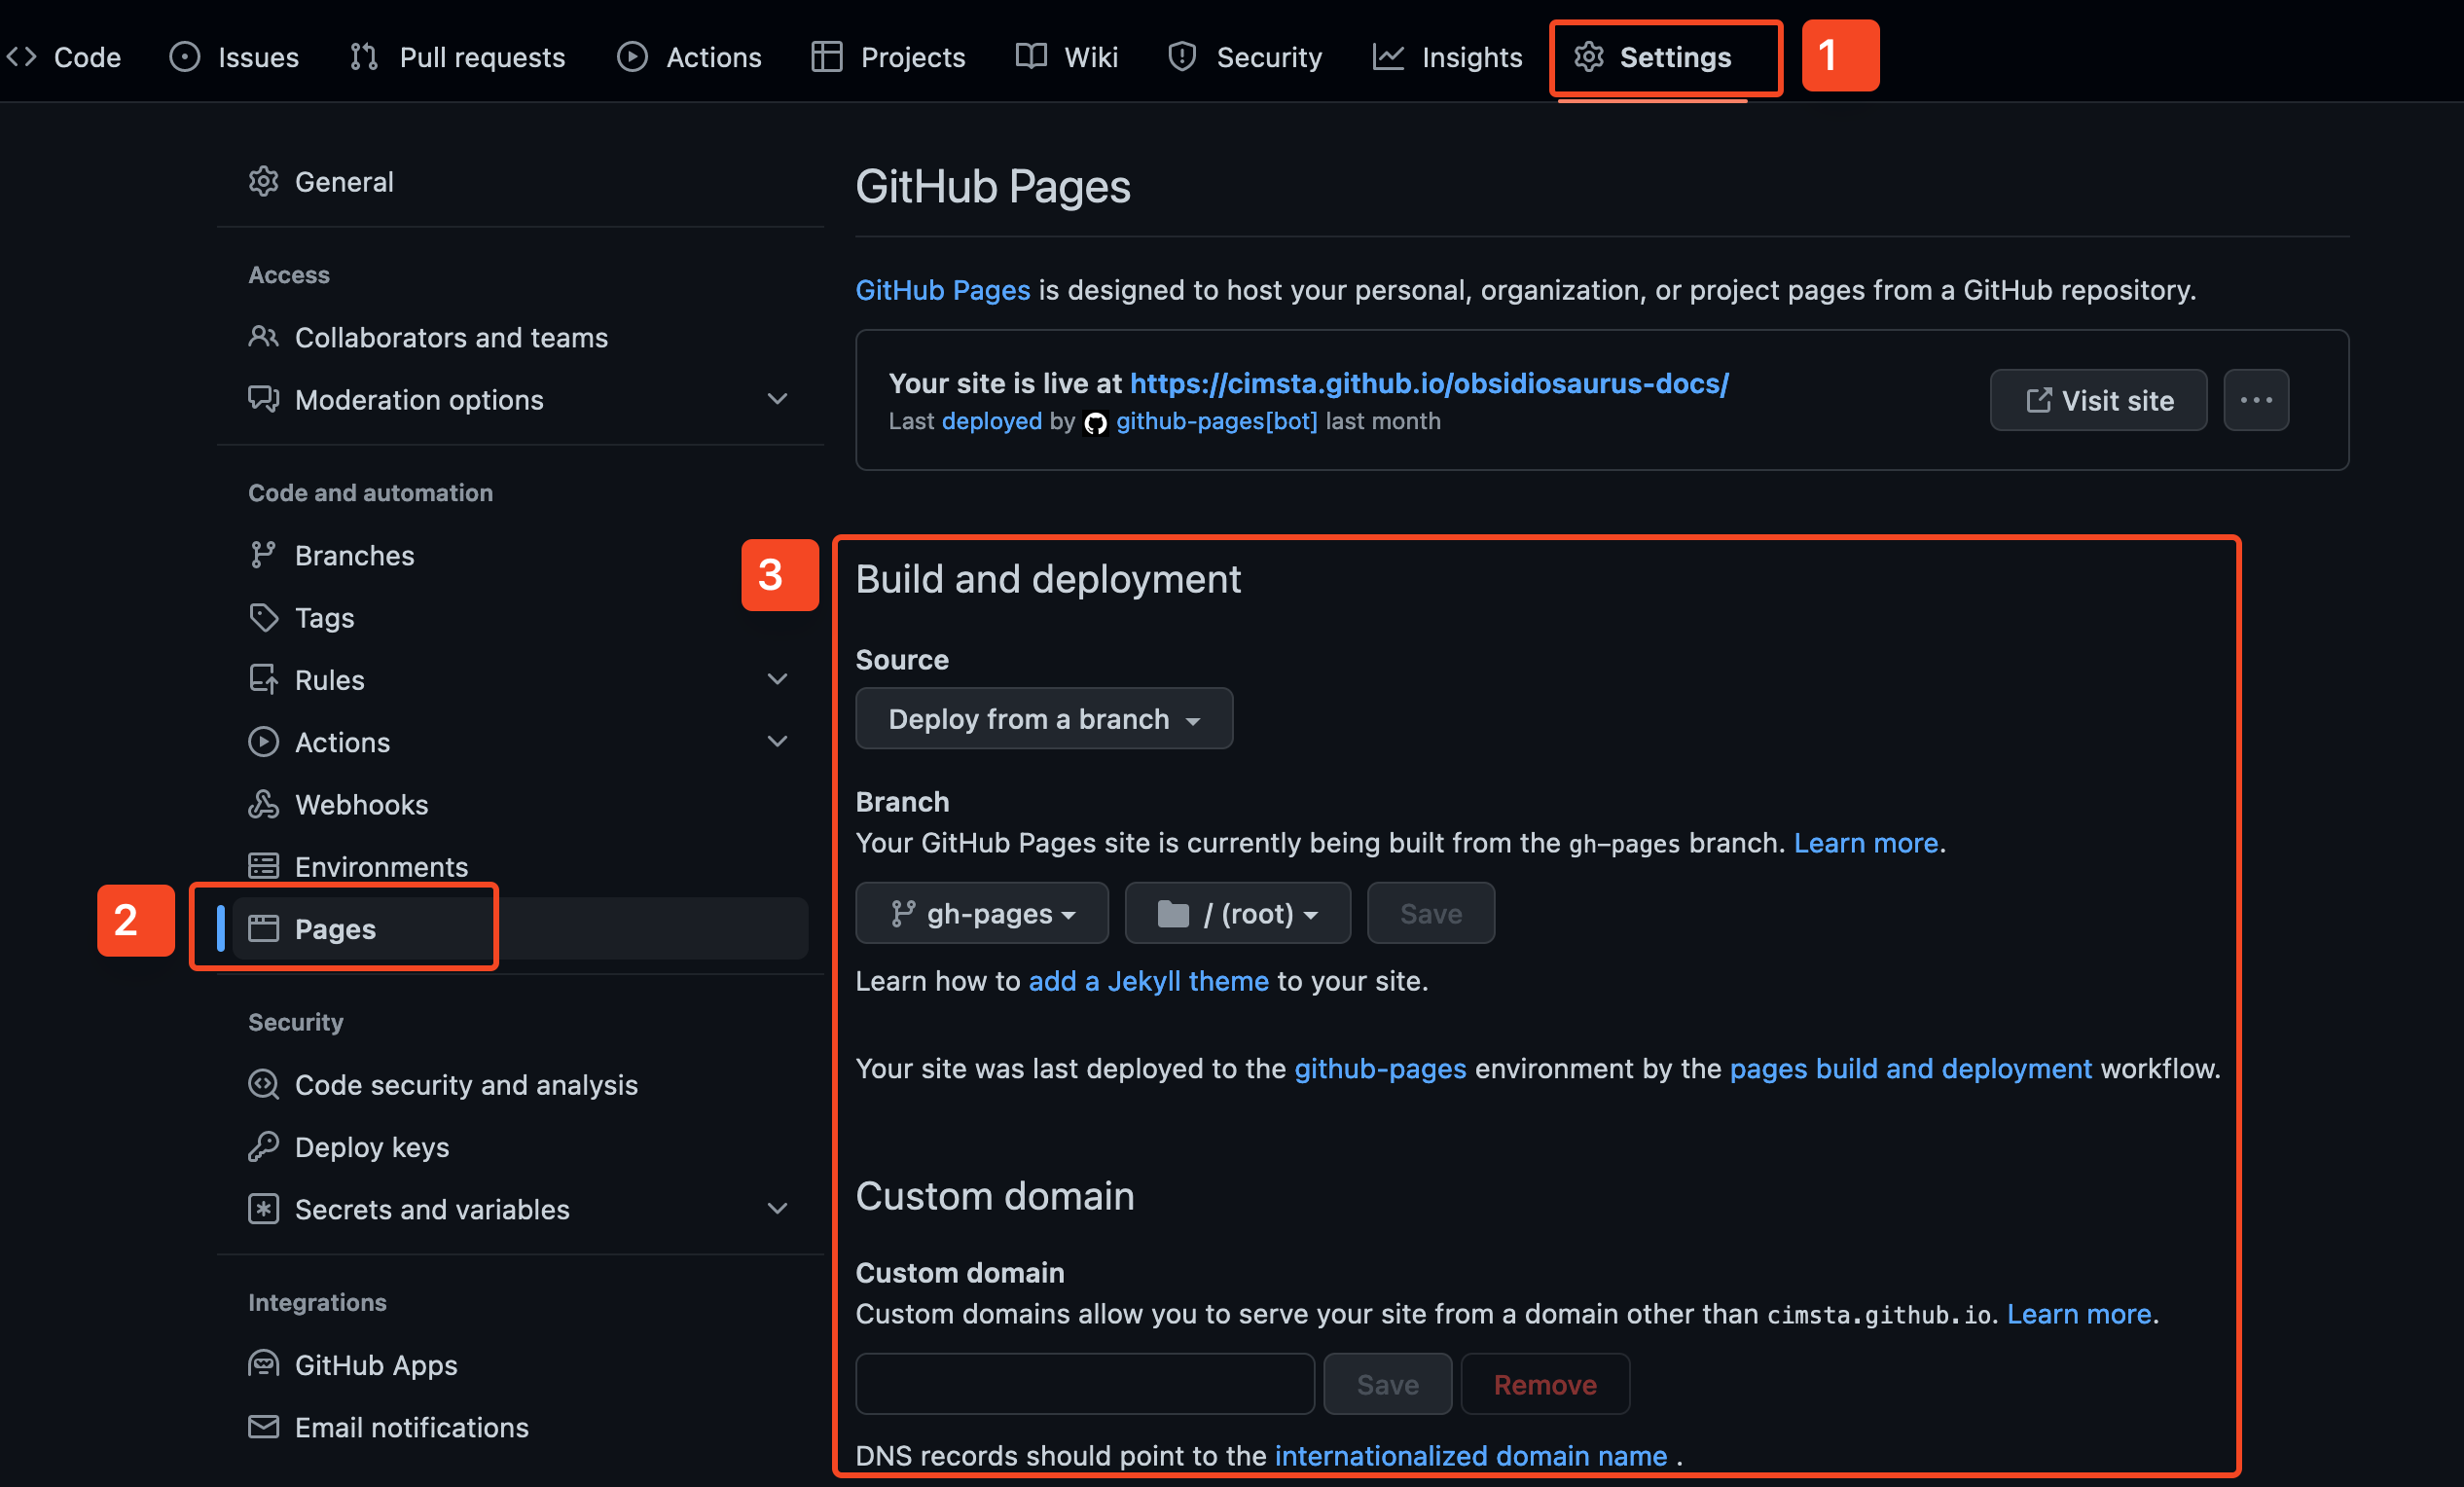 Code Issues Pull requests Actions Projects Wiki Security Insights Settings 1
General
Access
Collaborators and teams
Moderation options
Code and automation
Branches
Tags
Rules
Actions
Webhooks
Environments
2 Pages
Security
Code security and analysis
Deploy keys
Secrets and variables
Integrations
GitHub Apps
Email notifications
GitHub Pages
GitHub Pages is designed to host your personal, organization, or project pages from a GitHub repository.
Your site is live at https://cimsta.github.io/obsidiosaurus-docs/
Last deployed by github-pages[bot] last month
Visit site
3 Build and deployment
Source
Deploy from a branch
Branch
Your GitHub Pages site is currently being built from the gh-pages branch. Learn more.
gh-pages / (root) Save
Learn how to add a Jekyll theme to your site.
Your site was last deployed to the github-pages environment by the pages build and deployment workflow.
Custom domain
Custom domain
Custom domains allow you to serve your site from a domain other than cimsta.github.io. Learn more.
Save Remove
DNS records should point to the internationalized domain name .